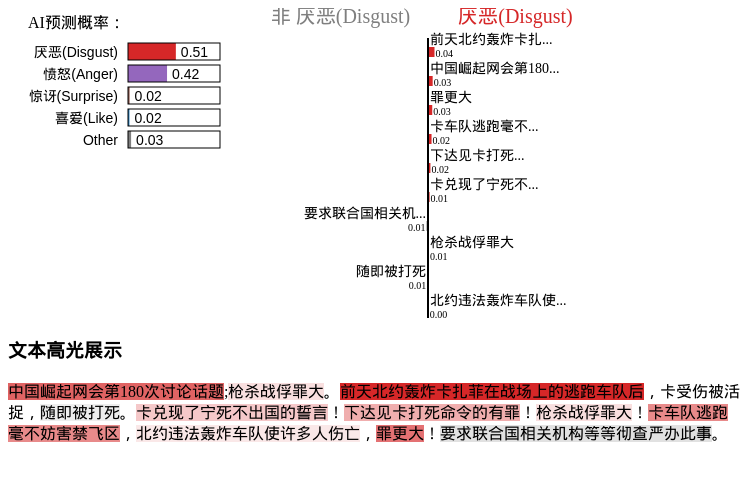 AI预测概率：
厌恶(Disgust) 0.51
愤怒(Anger) 0.42
惊讶(Surprise) 0.02
喜爱(Like) 0.02
Other 0.03
非 厌恶(Disgust) 厌恶(Disgust)
前天北约轰炸卡扎...
0.04
中国崛起网会第180...
0.03
罪更大
0.03
卡车队逃跑毫不...
0.02
下达见卡打死...
0.02
卡兑现了宁死不...
0.01
要求联合国相关机...
0.01
枪杀战俘罪大
0.01
随即被打死
0.01
北约违法轰炸车队使...
0.00
文本高光展示
中国崛起网会第180次讨论话题;枪杀战俘罪大。前天北约轰炸卡扎菲在战场上的逃跑车队后，卡受伤被活
捉，随即被打死。卡兑现了宁死不出国的誓言！下达见卡打死命令的有罪！枪杀战俘罪大！卡车队逃跑
毫不妨害禁飞区，北约违法轰炸车队使许多人伤亡，罪更大！要求联合国相关机构等等彻查严办此事。